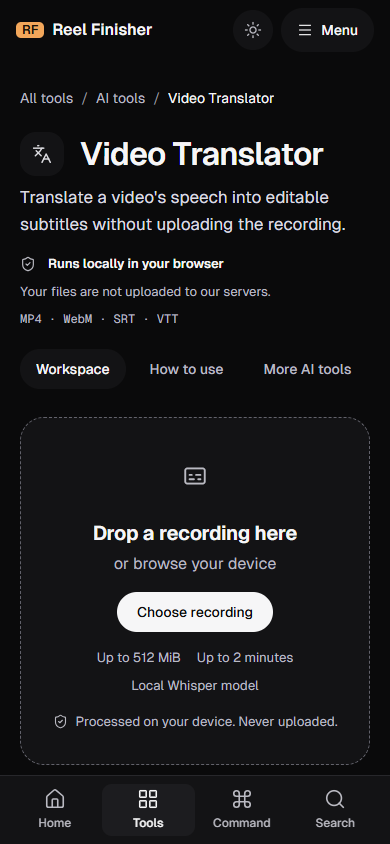 RF Reel Finisher
Menu
All tools / AI tools / Video Translator
Video Translator
Translate a video's speech into editable
subtitles without uploading the recording.
Runs locally in your browser
Your files are not uploaded to our servers.
MP4 · WebM · SRT · VTT
Workspace How to use More AI tools
Drop a recording here
or browse your device
Choose recording
Up to 512 MiB Up to 2 minutes
Local Whisper model
Processed on your device. Never uploaded.
Home Tools Command Search